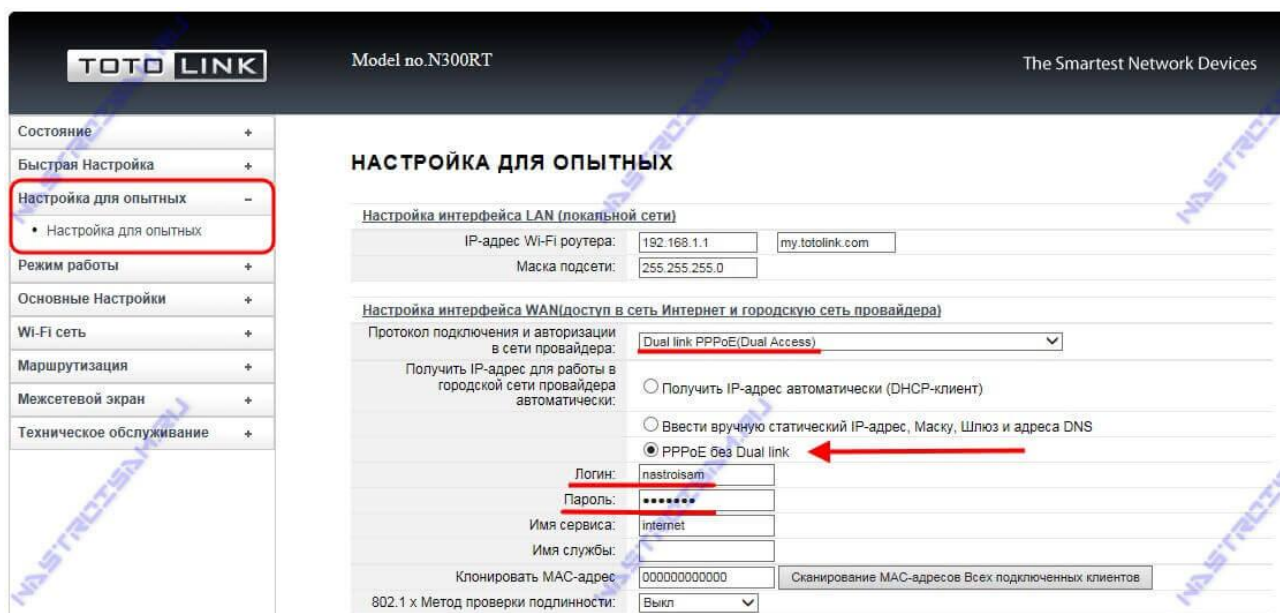 TOTO LINK
Model no.N300RT
The Smartest Network Devices
Состояние +
Быстрая Настройка +
Настройка для опытных -
• Настройка для опытных
Режим работы +
Основные Настройки +
Wi-Fi сеть +
Маршрутизация +
Межсетевой экран +
Техническое обслуживание +
НАСТРОЙКА ДЛЯ ОПЫТНЫХ
Настройка интерфейса LAN (локальной сети)
IP-адрес Wi-Fi роутера: 192.168.1.1 my.totolink.com
Маска подсети: 255.255.255.0
Настройка интерфейса WAN(доступ в сеть Интернет и городскую сеть провайдера)
Протокол подключения и авторизации
в сети провайдера: Dual link PPPoE(Dual Access)
Получить IP-адрес для работы в
городской сети провайдера
автоматически:
Получить IP-адрес автоматически (DHCP-клиент)
Ввести вручную статический IP-адрес, Маску, Шлюз и адреса DNS
PPPoE без Dual link
Логин: nastroisam
Пароль: •••••••
Имя сервиса: internet
Имя службы:
Клонировать MAC-адрес 000000000000 Сканирование MAC-адресов Всех подключенных клиентов
802.1 x Метод проверки подлинности: Выкл
NASTROISAM.RU